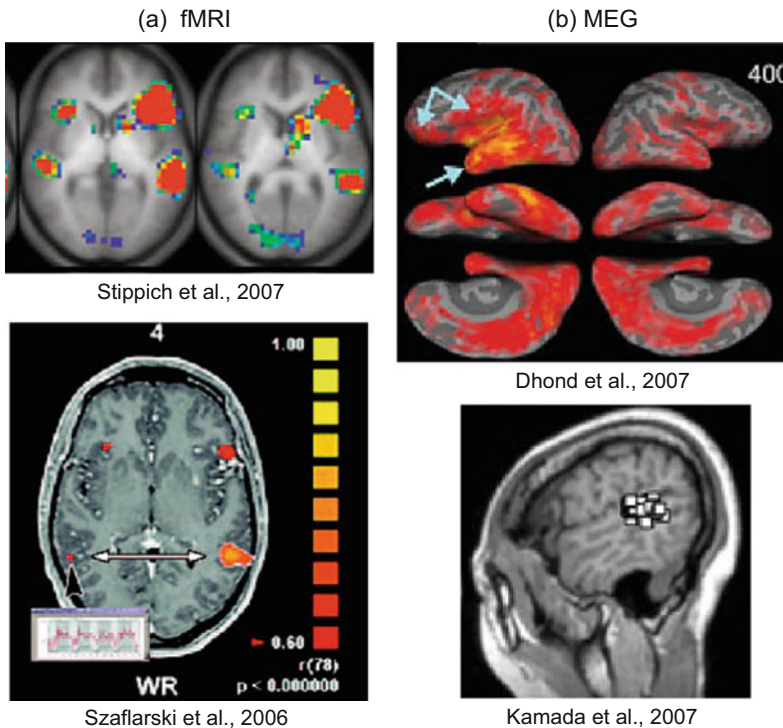 (a) fMRI
(b) MEG
400
Stippich et al., 2007
Dhond et al., 2007
4
1.00
0.60
r(78)
p < 0.000000
WR
Szaflarski et al., 2006
Kamada et al., 2007